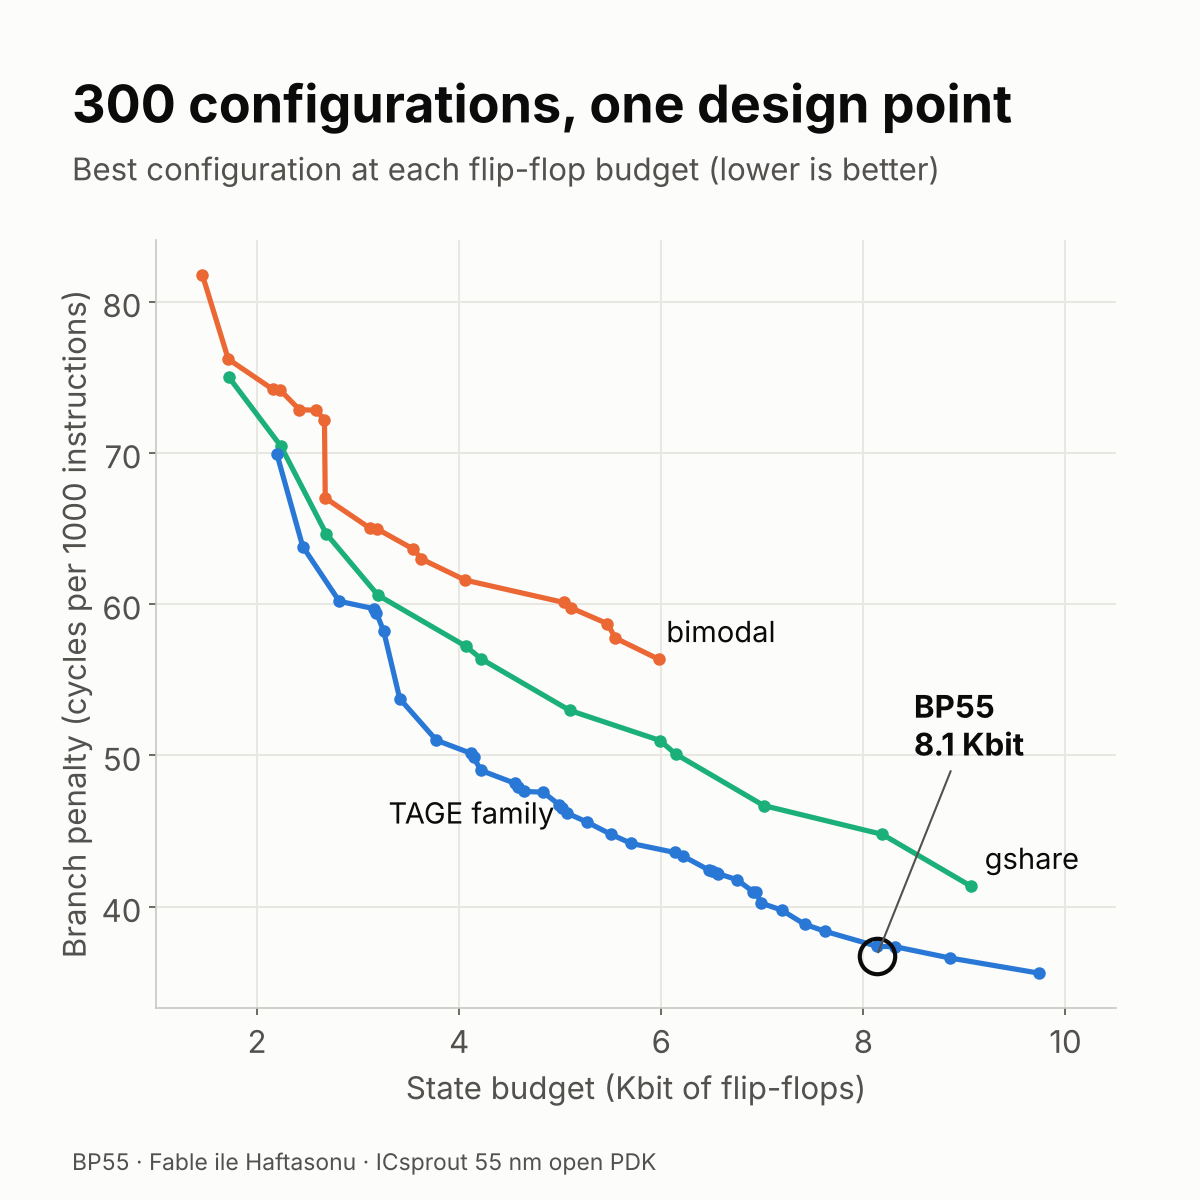 300 configurations, one design point
Best configuration at each flip-flop budget (lower is better)
Branch penalty (cycles per 1000 instructions)
80
70
60
50
40
bimodal
BP55
8.1 Kbit
TAGE family
gshare
2 4 6 8 10
State budget (Kbit of flip-flops)
BP55 · Fable ile Haftasonu · ICsprout 55 nm open PDK